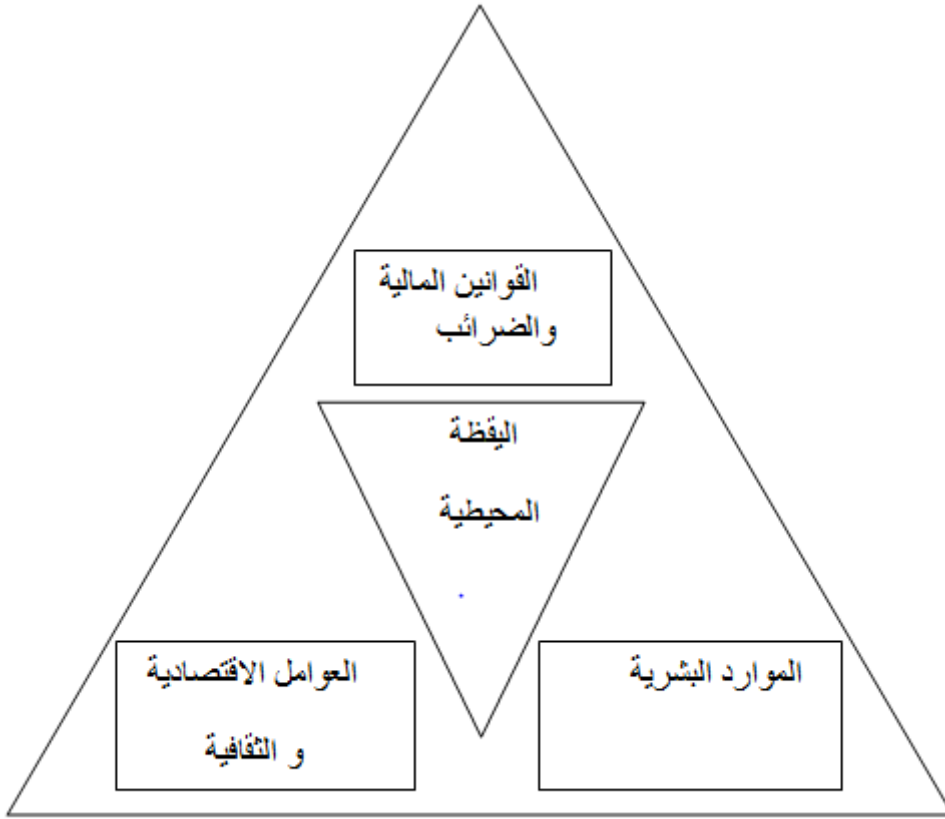 القوانين المالية
والضرائب
اليقظة
المحيطية
الموارد البشرية
العوامل الاقتصادية
و الثقافية